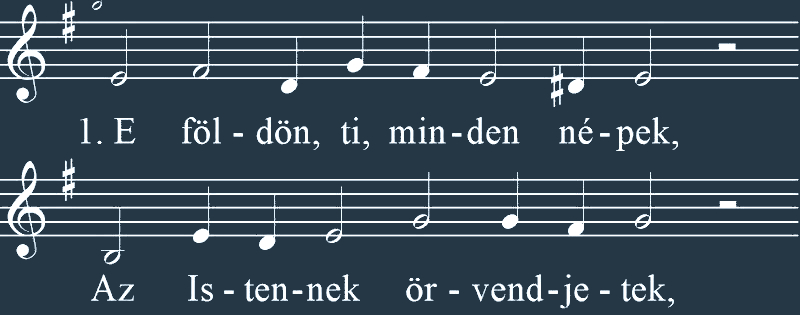 1. E föl - dön, ti, min - den né - pek,
Az Is - ten - nek ör - vend - je - tek,